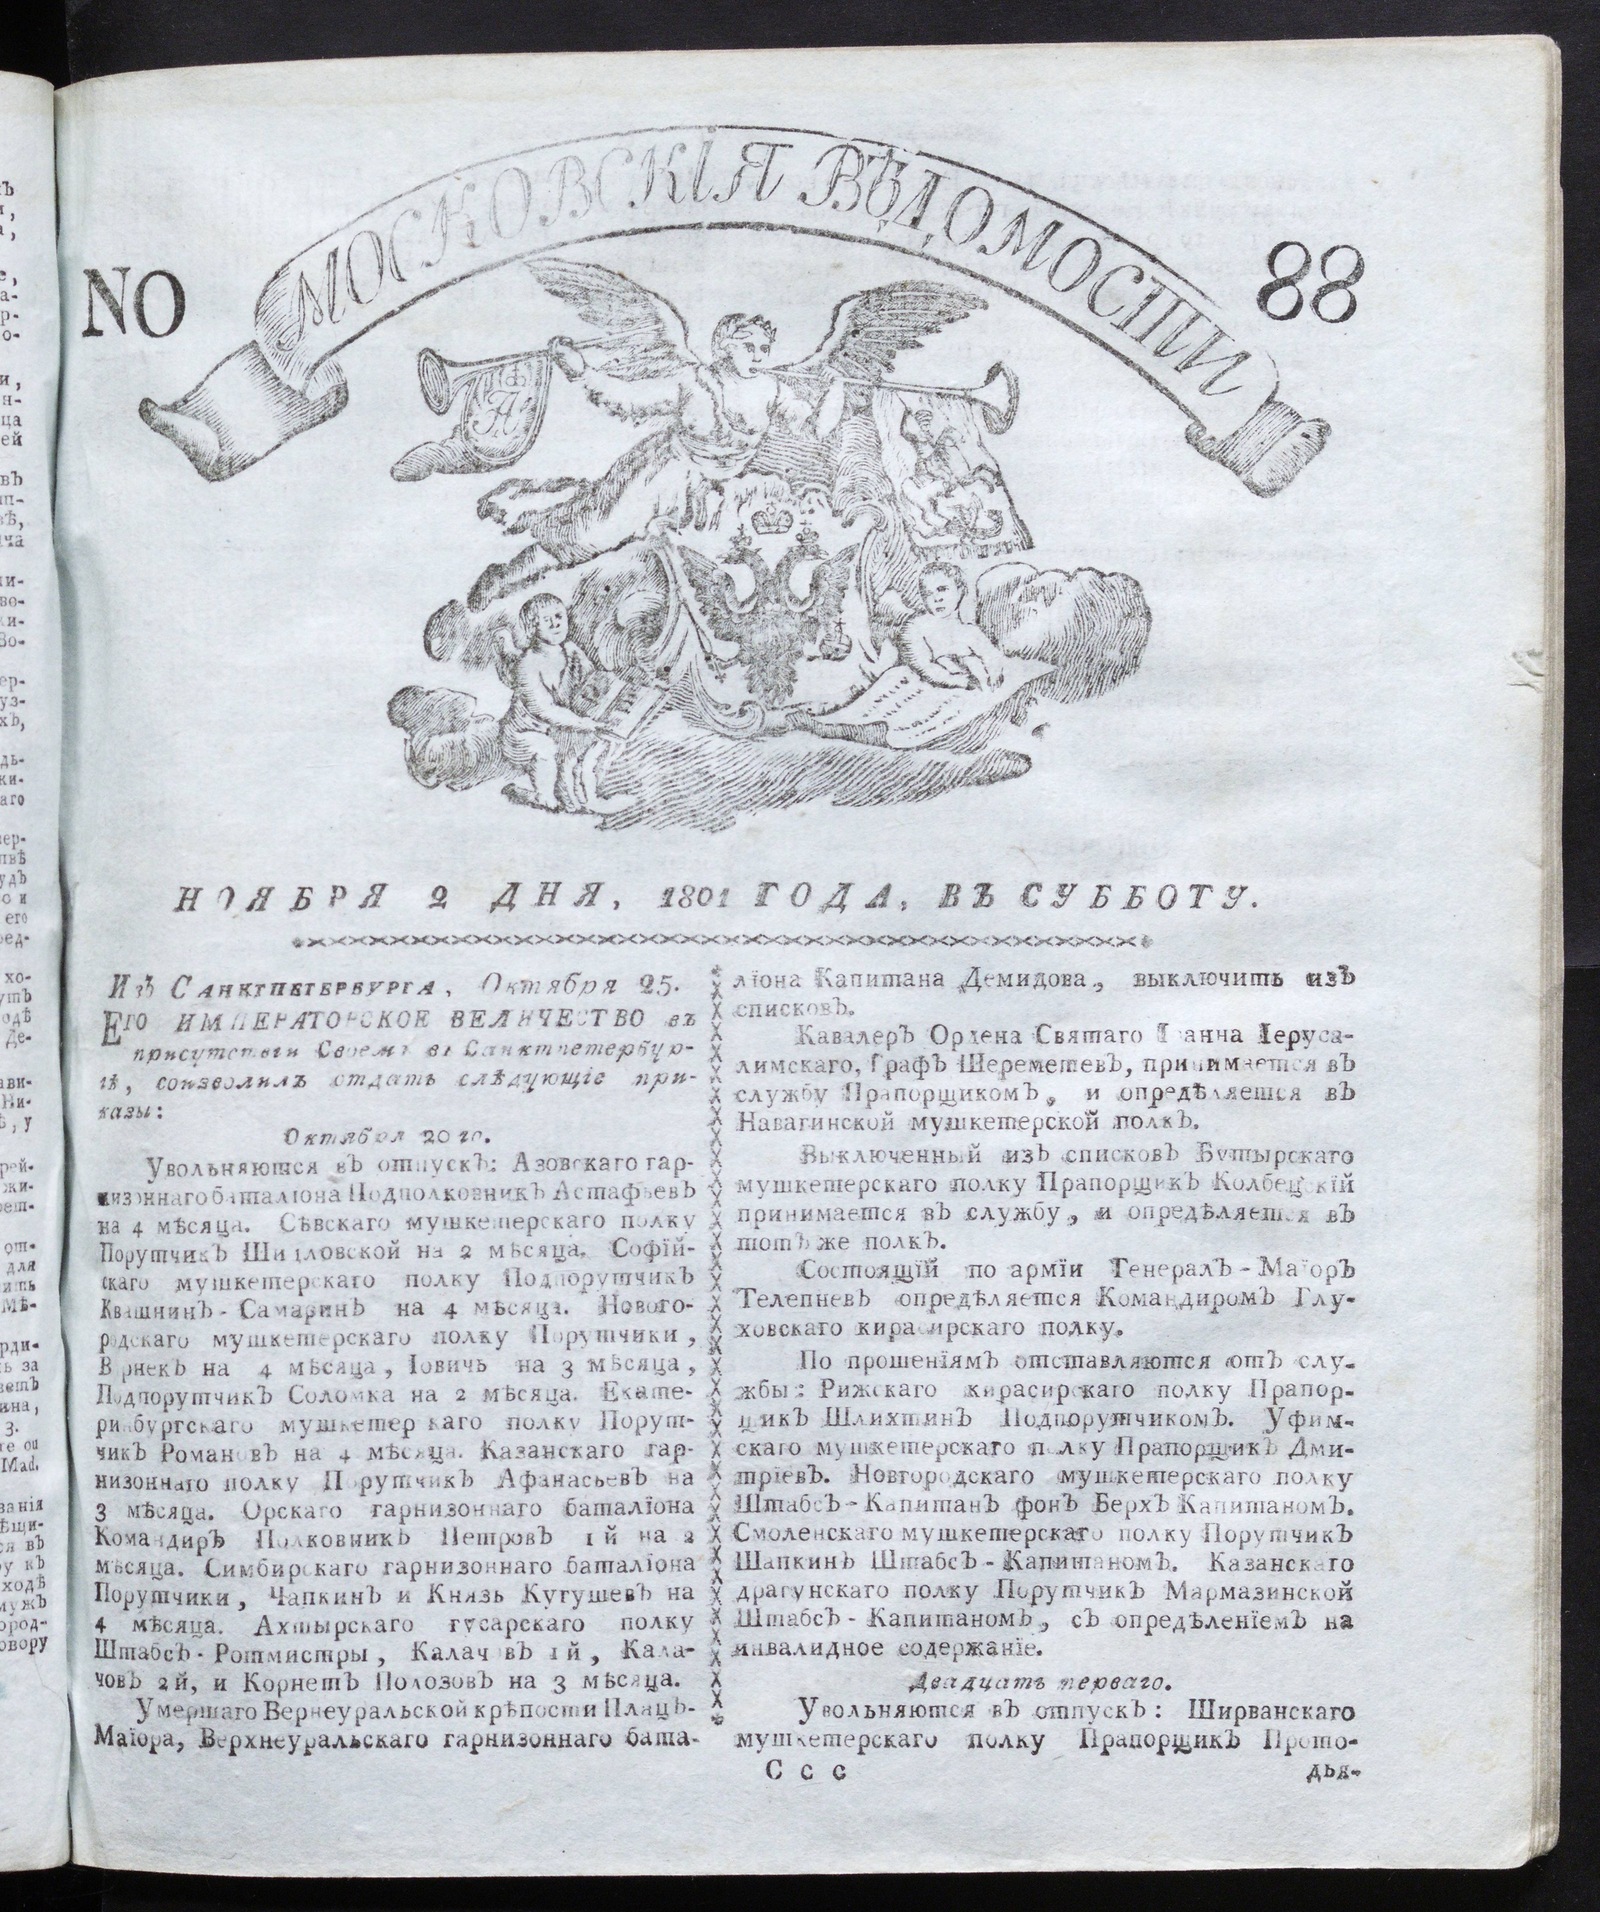 NO
МОСКОВСКІЯ ВѢДОМОСТИ
88
НОЯБРЯ 2 ДНЯ, 1801 ГОДА, ВЪ СУББОТУ.
Изъ Санктпетербурга, Октября 25.
Его ИМПЕРАТОРСКОЕ ВЕЛИЧЕСТВО въ
присутствіи Своемъ въ Санктпетербур-
гѣ, соизволилъ отдать слѣдующіе при-
казы:
Октября 20 го.
Увольняются въ отпускъ: Азовскаго гар-
низоннаго баталіона Подполковникъ Астафьевъ
на 4 мѣсяца. Сѣвскаго мушкетерскаго полку
Порутчикъ Шидловской на 2 мѣсяца. Софій-
скаго мушкетерскаго полку Подпорутчикъ
Квашнинъ-Самаринъ на 4 мѣсяца. Новаго-
родскаго мушкетерскаго полку Порутчики,
на 4 мѣсяца, Іовичь на 3 мѣсяца,
Подпорутчикъ Соломка на 2 мѣсяца. Екате-
ринбургскаго мушкетерскаго полку Порут-
чикъ Романовъ на 4 мѣсяца. Казанскаго гар-
низоннаго полку Порутчикъ Афанасьевъ на
3 мѣсяца. Орскаго гарнизоннаго баталіона
Командиръ Полковникъ Петровъ 1й на 2
мѣсяца. Симбирскаго гарнизоннаго баталіона
Порутчики, Чапкинъ и Князь Кугушевъ на
4 мѣсяца. Ахтырскаго гусарскаго полку
Штабсъ-Ротмистры, Калачовъ 1й, Кала-
човъ 2й, и Корнетъ Полозовъ на 3 мѣсяца.
Умершаго Вернеуральской крѣпости Плацъ-
Маіора, Верхнеуральскаго гарнизоннаго бата-
ліона Капитана Демидова, выключить изъ
списковъ.
Кавалеръ Ордена Святаго Іоанна Іеруса-
лимскаго, Графъ Шереметевъ, принимается въ
службу Прапорщикомъ, и опредѣляется въ
Навагинской мушкетерской полкъ.
Выключенный изъ списковъ Бутырскаго
мушкетерскаго полку Прапорщикъ Колбецкій
принимается въ службу, и опредѣляется въ
тотъ же полкъ.
Состоящій по арміи Генералъ-Маіоръ
Телепневъ опредѣляется Командиромъ Глу-
ховскаго кирасирскаго полку.
По прошеніямъ отставляются отъ слу-
жбы: Рижскаго кирасирскаго полку Прапор-
щикъ Шлихтинъ Подпорутчикомъ. Уфим-
скаго мушкетерскаго полку Прапорщикъ Дми-
тріевъ. Новгородскаго мушкетерскаго полку
Штабсъ-Капитанъ фонъ Берхъ Капитаномъ.
Смоленскаго мушкетерскаго полку Порутчикъ
Шапкинъ Штабсъ-Капитаномъ. Казанскаго
драгунскаго полку Порутчикъ Мармазинской
Штабсъ-Капитаномъ, съ опредѣленіемъ на
инвалидное содержаніе.
Двадцать перваго.
Увольняются въ отпускъ: Ширванскаго
мушкетерскаго полку Прапорщикъ Прото-
Ссс
дья-